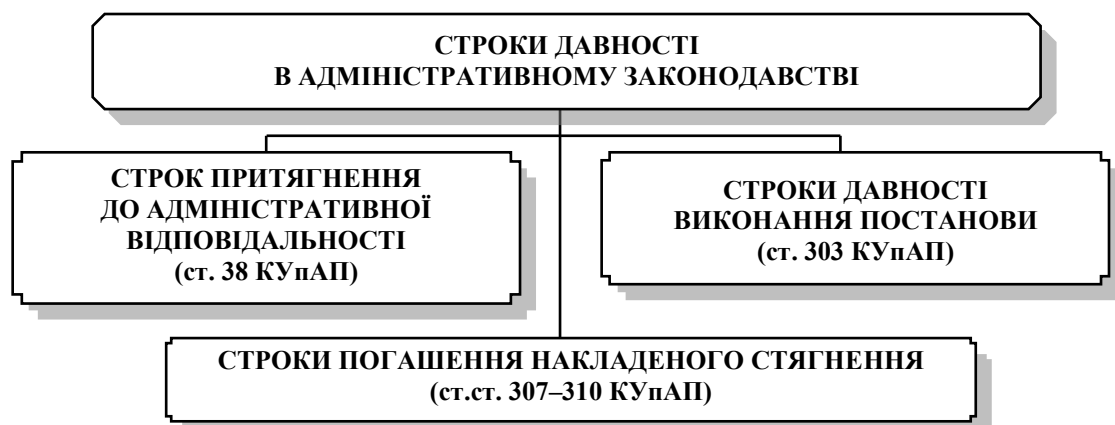 СТРОКИ ДАВНОСТІ
В АДМІНІСТРАТИВНОМУ ЗАКОНОДАВСТВІ
СТРОК ПРИТЯГНЕННЯ
ДО АДМІНІСТРАТИВНОЇ
ВІДПОВІДАЛЬНОСТІ
(ст. 38 КУпАП)
СТРОКИ ДАВНОСТІ
ВИКОНАННЯ ПОСТАНОВИ
(ст. 303 КУпАП)
СТРОКИ ПОГАШЕННЯ НАКЛАДЕНОГО СТЯГНЕННЯ
(ст.ст. 307–310 КУпАП)